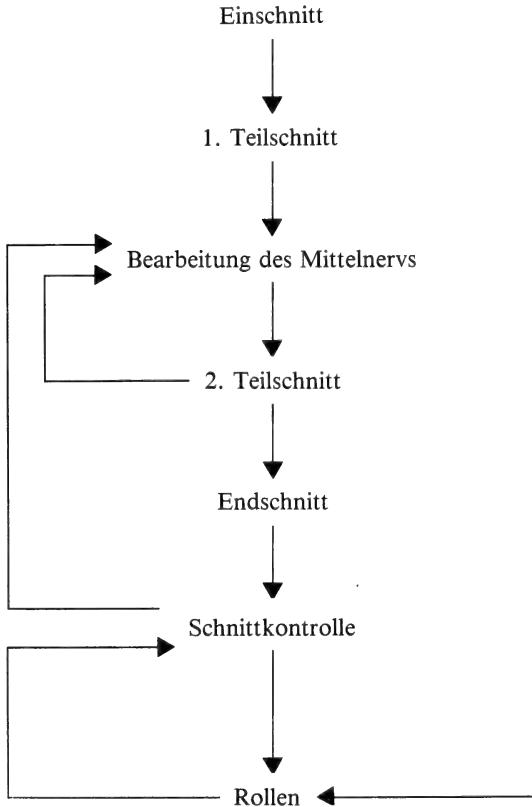 Einschnitt
1. Teilschnitt
Bearbeitung des Mittelnervs
2. Teilschnitt
Endschnitt
Schnittkontrolle
Rollen